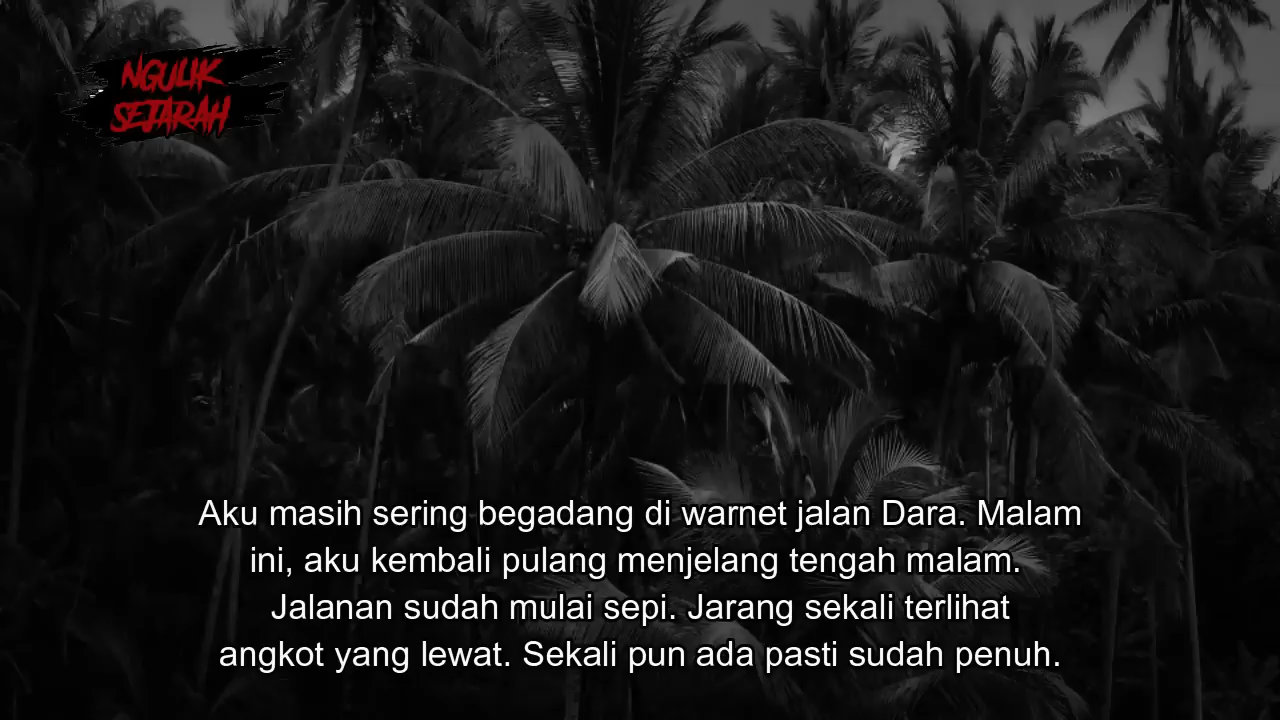 NGULIK
SEJARAH
Aku masih sering begadang di warnet jalan Dara. Malam
ini, aku kembali pulang menjelang tengah malam.
Jalanan sudah mulai sepi. Jarang sekali terlihat
angkot yang lewat. Sekali pun ada pasti sudah penuh.